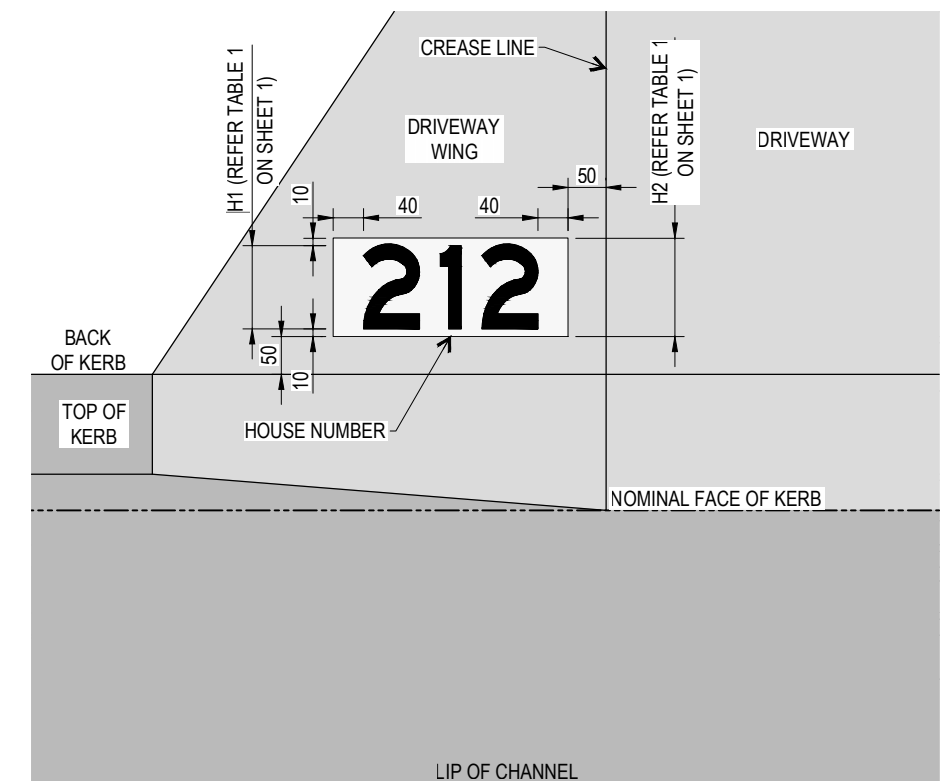 CREASE LINE
H1 (REFER TABLE 1
ON SHEET 1)
H2 (REFER TABLE 1
ON SHEET 1)
DRIVEWAY
WING
DRIVEWAY
50
10
40
40
212
BACK
OF KERB
50
10
TOP OF
KERB
HOUSE NUMBER
NOMINAL FACE OF KERB
LIP OF CHANNEL